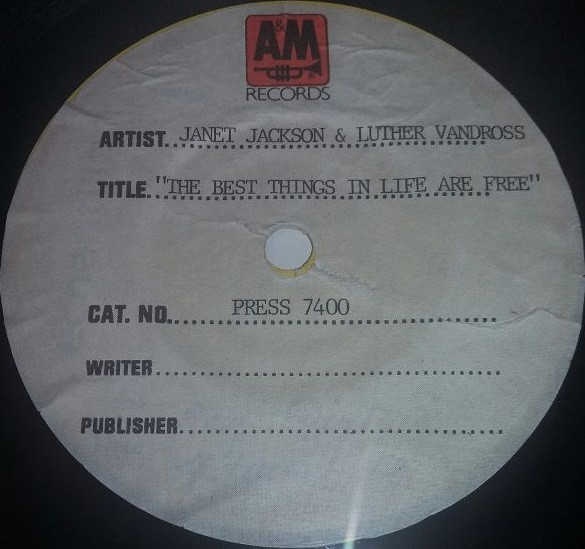 A&M
RECORDS
ARTIST..JANET JACKSON & LUTHER VANDROSS
TITLE.."THE BEST THINGS IN LIFE ARE FREE"
CAT. NO. PRESS 7400
WRITER
PUBLISHER